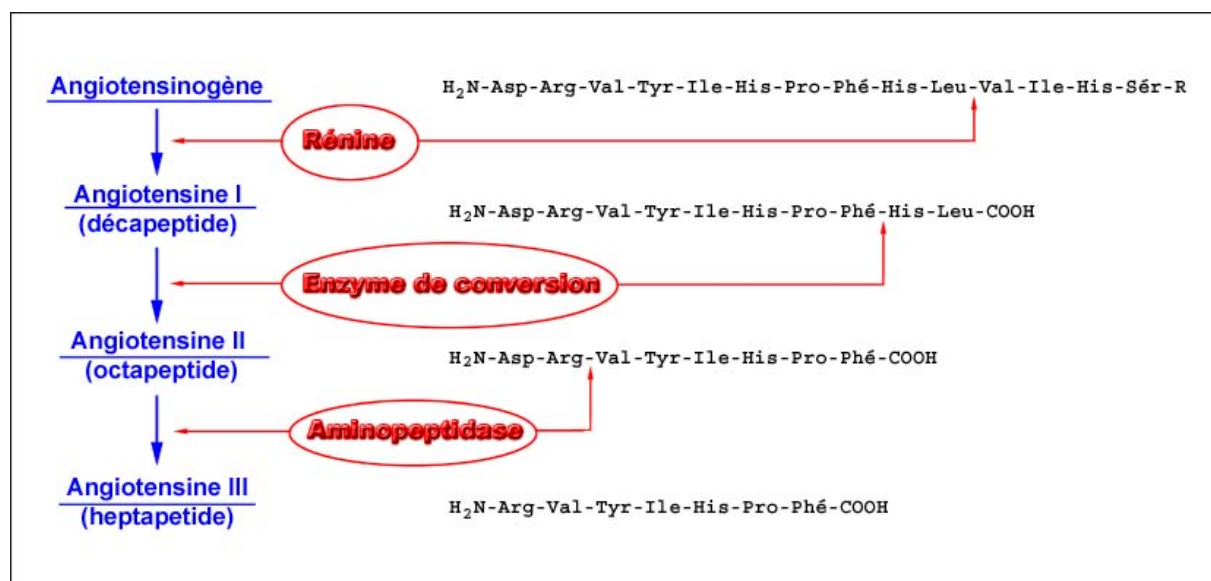 Angiotensinogène
H₂N-Asp-Arg-Val-Tyr-Ile-His-Pro-Phé-His-Leu-Val-Ile-His-Sér-R
Rénine
Angiotensine I
(décapeptide)
H₂N-Asp-Arg-Val-Tyr-Ile-His-Pro-Phé-His-Leu-COOH
Enzyme de conversion
Angiotensine II
(octapeptide)
H₂N-Asp-Arg-Val-Tyr-Ile-His-Pro-Phé-COOH
Aminopeptidase
Angiotensine III
(heptapetide)
H₂N-Arg-Val-Tyr-Ile-His-Pro-Phé-COOH